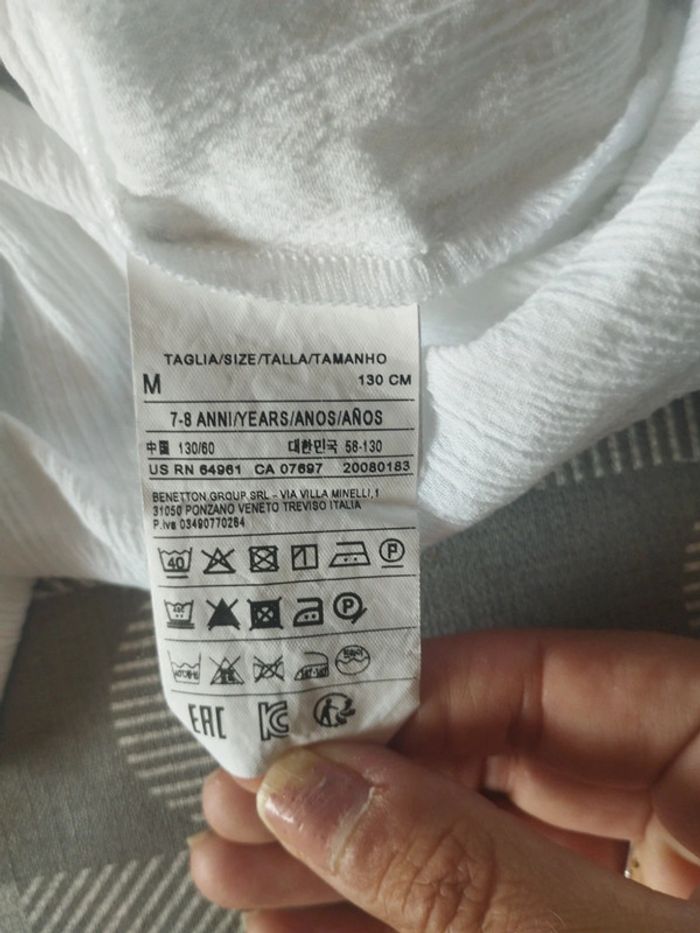 TAGLIA/SIZE/TALLA/TAMANHO
M 130 CM
7-8 ANNI/YEARS/ANOS/AÑOS
中国 130/60 대한민국 58-130
US RN 64961 CA 07697 20080183
BENETTON GROUP SRL - VIA VILLA MINELLI,1
31050 PONZANO VENETO TREVISO ITALIA
P.iva 03490770264
40 P
P
EAC KC